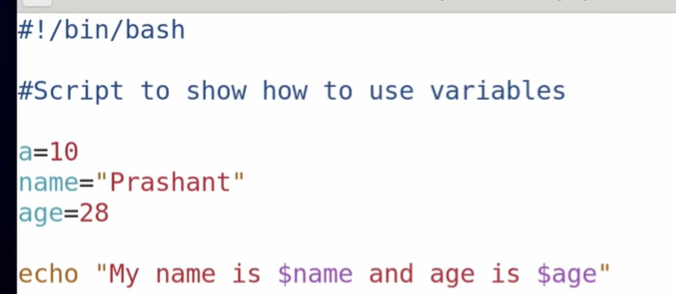 #!/bin/bash
#Script to show how to use variables
a=10
name="Prashant"
age=28
echo "My name is $name and age is $age"